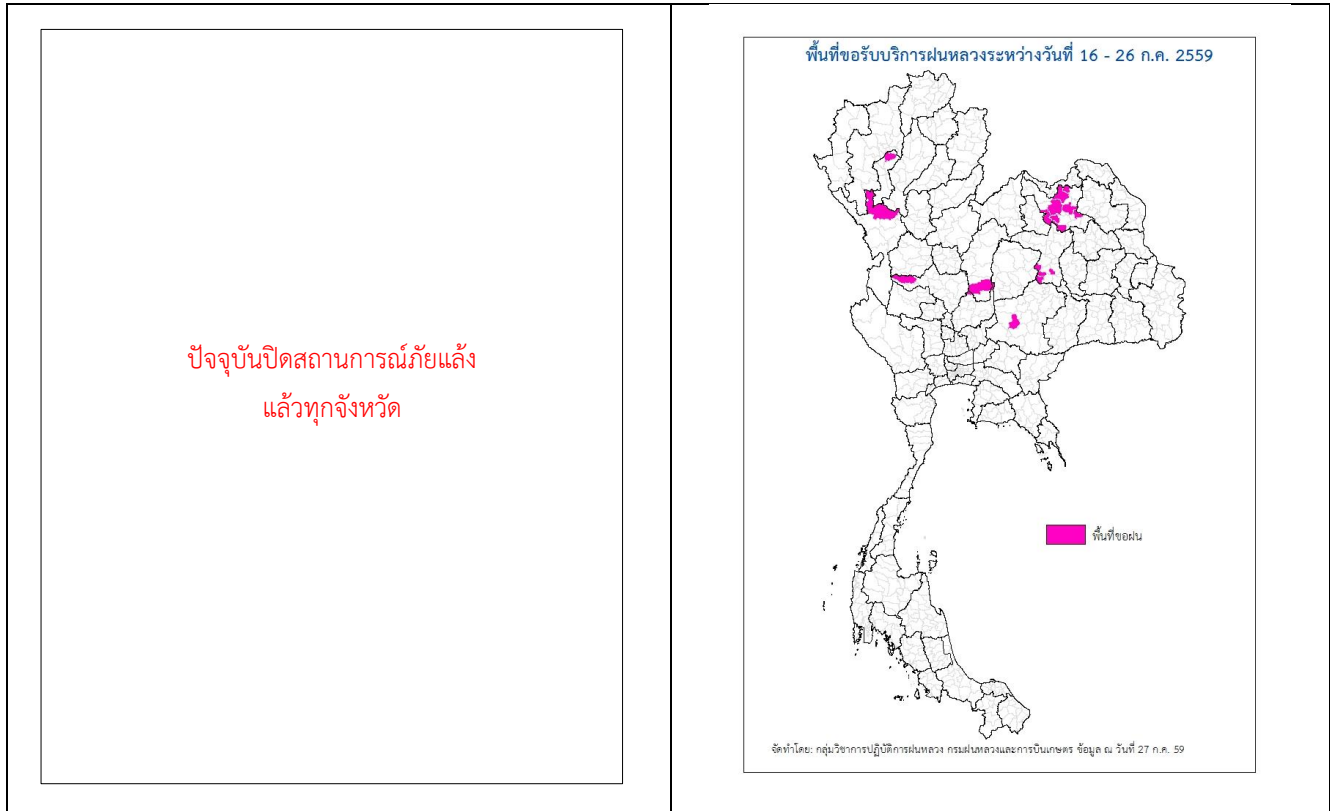 ปัจจุบันปิดสถานการณ์ภัยแล้ง
แล้วทุกจังหวัด
พื้นที่ขอรับบริการฝนหลวงระหว่างวันที่ 16 - 26 ก.ค. 2559
พื้นที่ขอฝน
จัดทำโดย: กลุ่มวิชาการปฏิบัติการฝนหลวง กรมฝนหลวงและการบินเกษตร ข้อมูล ณ วันที่ 27 ก.ค. 59